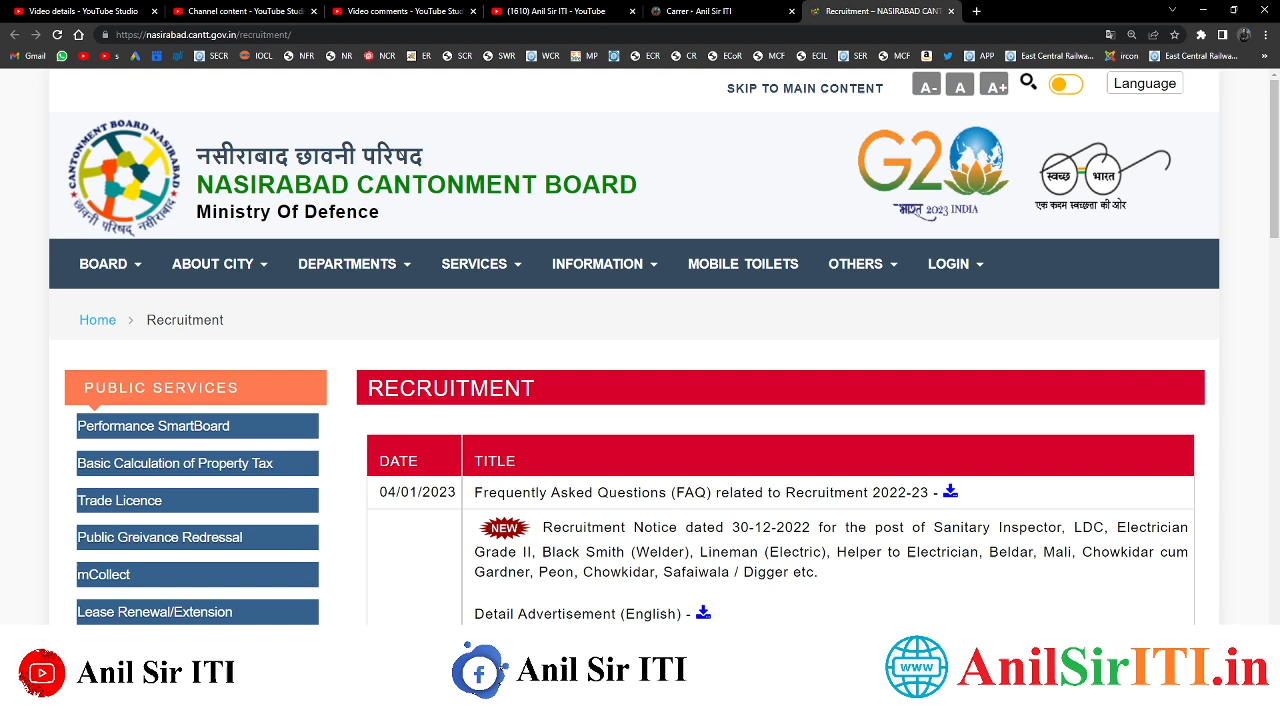 Video details - YouTube Studio
Channel content - YouTube Studi
Video comments - YouTube Stud
(1610) Anil Sir ITI - YouTube
Carrer • Anil Sir ITI
Recruitment – NASIRABAD CANT
https://nasirabad.cantt.gov.in/recruitment/
Gmail s SECR IOCL NFR NR NCR ER SCR SWR WCR MP ECR CR ECoR MCF ECIL SER MCF APP East Central Railwa... ircon East Central Railwa... »
SKIP TO MAIN CONTENT A- A A+ Language
CANTONMENT BOARD NASIRABAD
छावनी परिषद नसीराबाद
नसीराबाद छावनी परिषद
NASIRABAD CANTONMENT BOARD
Ministry Of Defence
G20
भारत 2023 INDIA
स्वच्छ भारत
एक कदम स्वच्छता की ओर
BOARD ABOUT CITY DEPARTMENTS SERVICES INFORMATION MOBILE TOILETS OTHERS LOGIN
Home > Recruitment
PUBLIC SERVICES
Performance SmartBoard
Basic Calculation of Property Tax
Trade Licence
Public Greivance Redressal
mCollect
Lease Renewal/Extension
RECRUITMENT
DATE TITLE
04/01/2023 Frequently Asked Questions (FAQ) related to Recruitment 2022-23 -
NEW Recruitment Notice dated 30-12-2022 for the post of Sanitary Inspector, LDC, Electrician
Grade II, Black Smith (Welder), Lineman (Electric), Helper to Electrician, Beldar, Mali, Chowkidar cum
Gardner, Peon, Chowkidar, Safaiwala / Digger etc.
Detail Advertisement (English) -
Anil Sir ITI
f Anil Sir ITI
www AnilSirITI.in